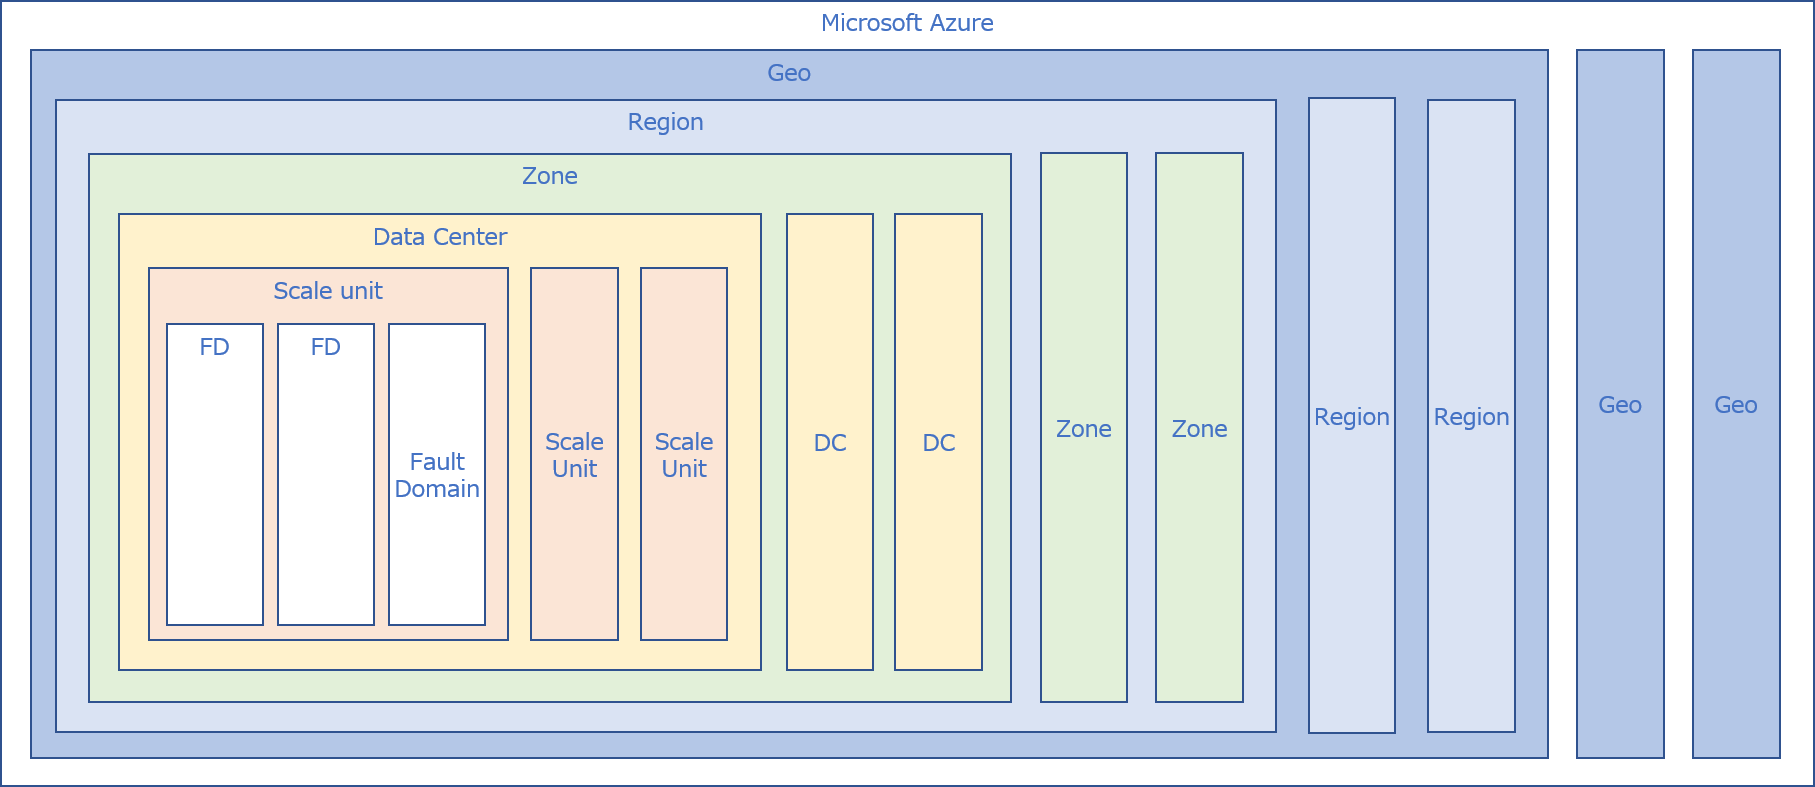 Microsoft Azure
Geo
Region
Zone
Data Center
Scale unit
FD
FD
Fault
Domain
Scale
Unit
Scale
Unit
DC
DC
Zone
Zone
Region
Region
Geo
Geo